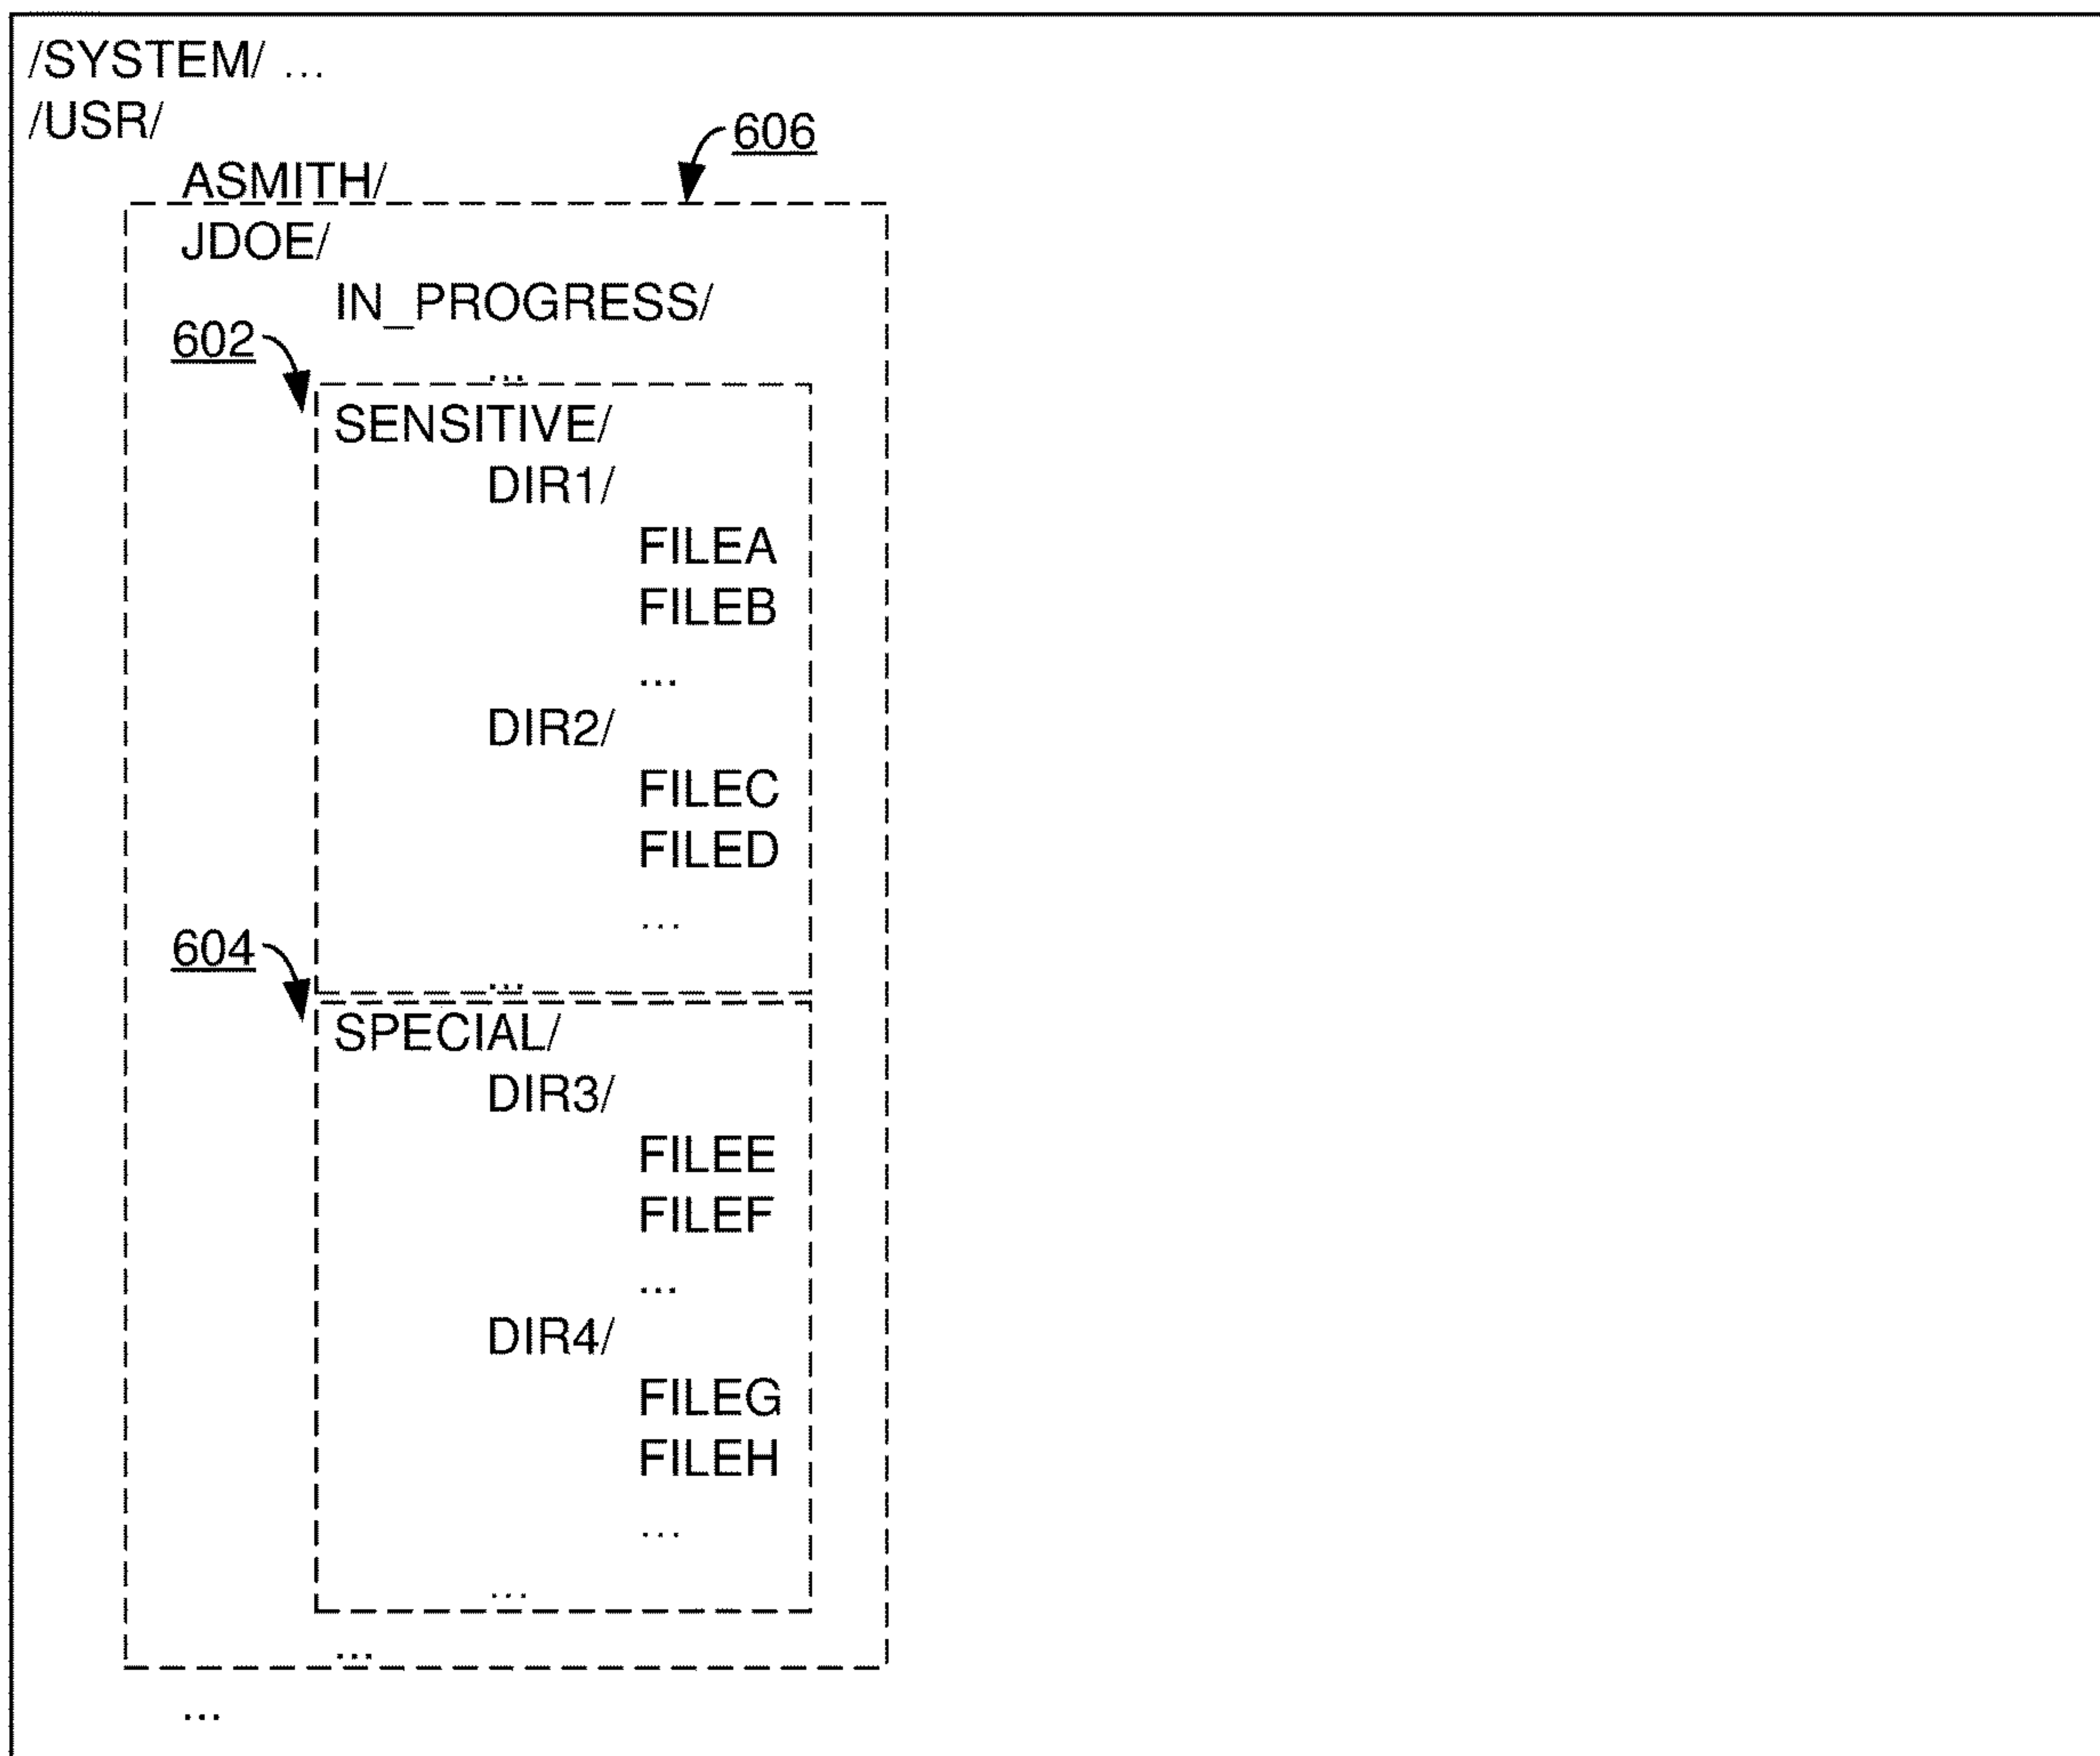 /SYSTEM/ ...
/USR/
606
ASMITH/
JDOE/
IN_PROGRESS/
602
...
SENSITIVE/
DIR1/
FILEA
FILEB
...
DIR2/
FILEC
FILED
...
604
...
SPECIAL/
DIR3/
FILEE
FILEF
...
DIR4/
FILEG
FILEH
...
...
...
...